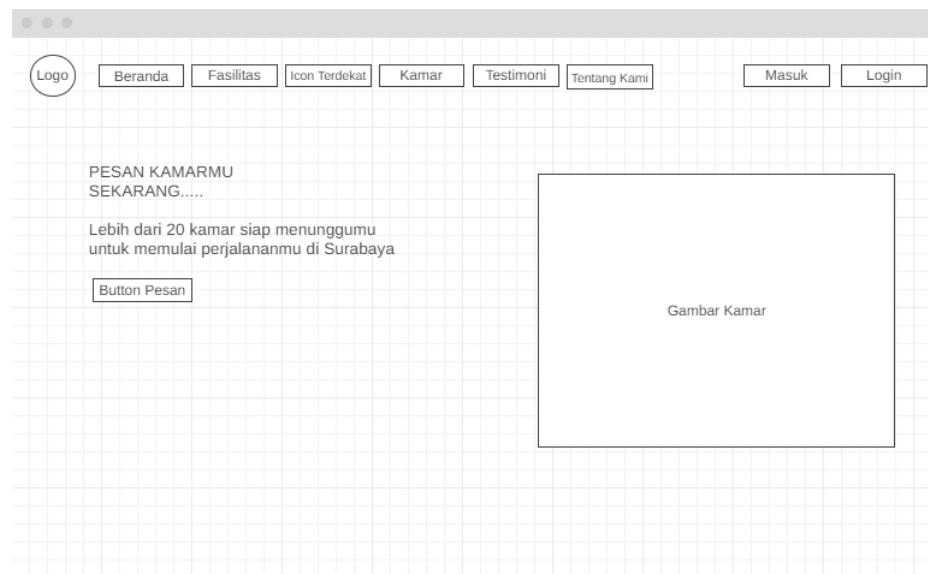 Logo
Beranda
Fasilitas
Icon Terdekat
Kamar
Testimoni
Tentang Kami
Masuk
Login
PESAN KAMARMU
SEKARANG.....
Lebih dari 20 kamar siap menunggumu
untuk memulai perjalananmu di Surabaya
Button Pesan
Gambar Kamar